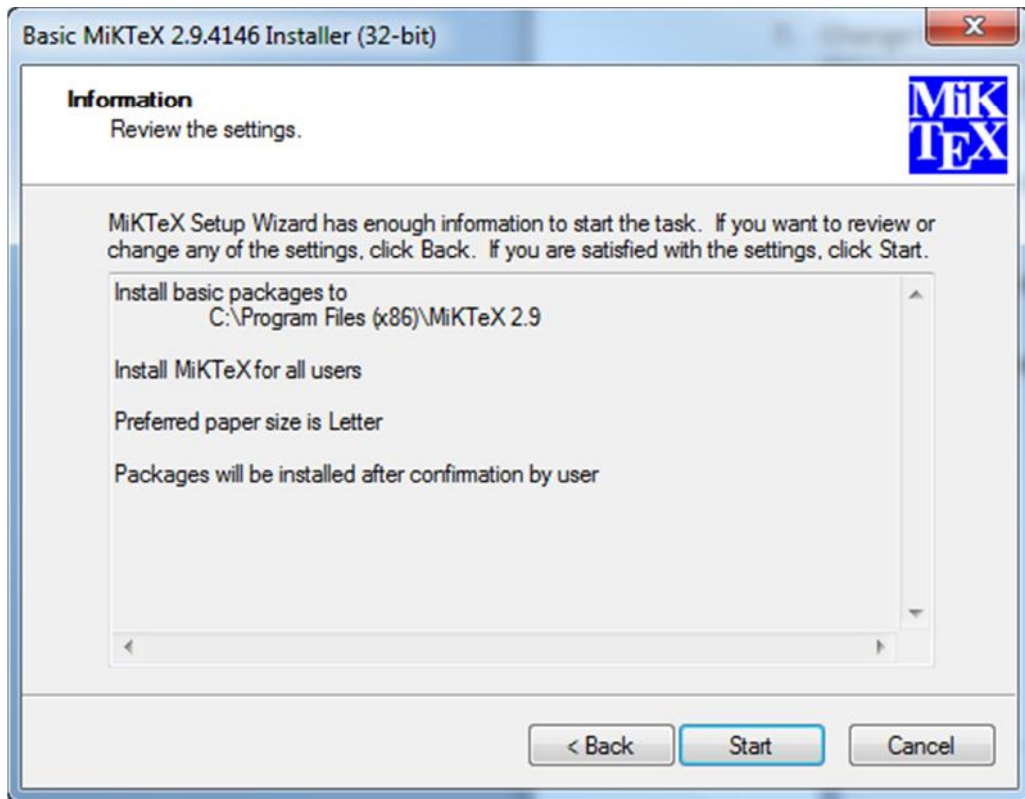 Basic MiKTeX 2.9.4146 Installer (32-bit)
Information
Review the settings.
MiK
TEX
MiKTeX Setup Wizard has enough information to start the task.  If you want to review or
change any of the settings, click Back.  If you are satisfied with the settings, click Start.
Install basic packages to
C:\Program Files (x86)\MiKTeX 2.9
Install MiKTeX for all users
Preferred paper size is Letter
Packages will be installed after confirmation by user
< Back
Start
Cancel